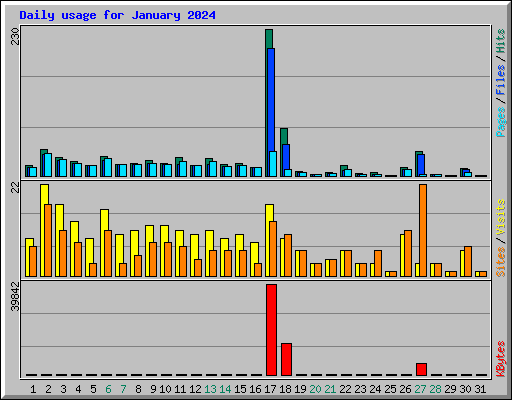 Daily usage for January 2024
230
Pages / Files / Hits
22
Sites / Visits
39842
KBytes
1 2 3 4 5 6 7 8 9 10 11 12 13 14 15 16 17 18 19 20 21 22 23 24 25 26 27 28 29 30 31